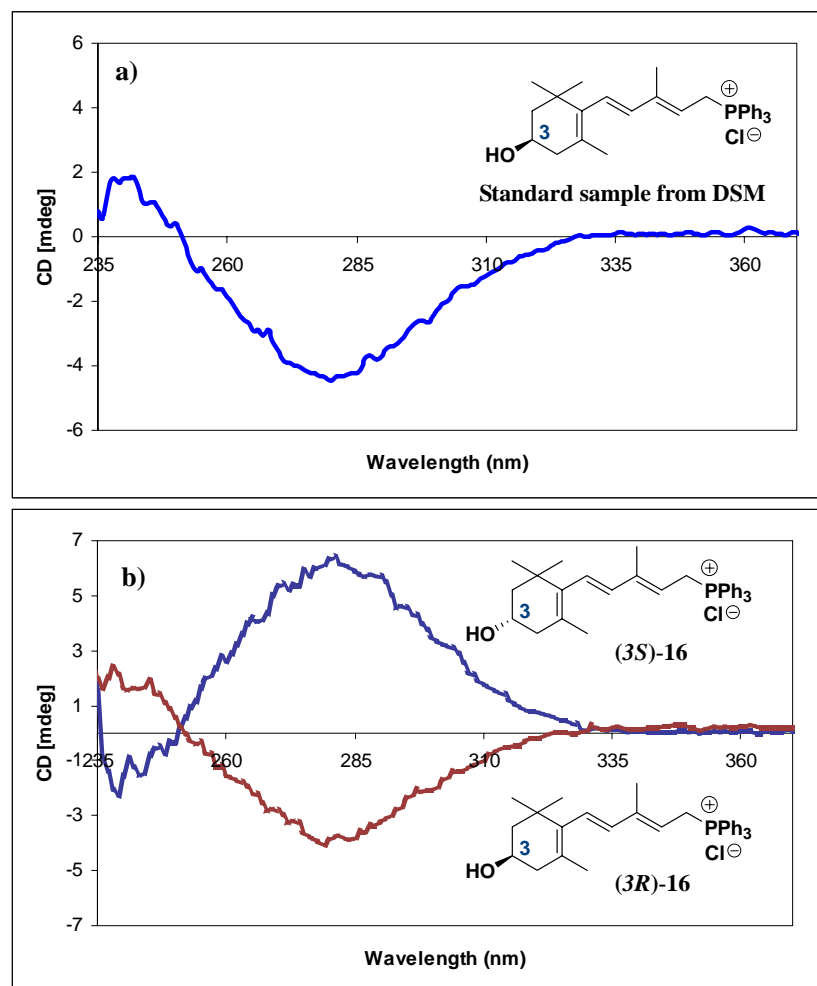 a)
6
4
2
0
-2
-4
-6
CD [mdeg]
235 260 285 310 335 360
Wavelength (nm)
HO 3 PPh3 + Cl −
Standard sample from DSM
b)
7
5
3
1
-1
-3
-5
-7
CD [mdeg]
235 260 285 310 335 360
Wavelength (nm)
HO 3 PPh3 + Cl −
(3S)-16
HO 3 PPh3 + Cl −
(3R)-16